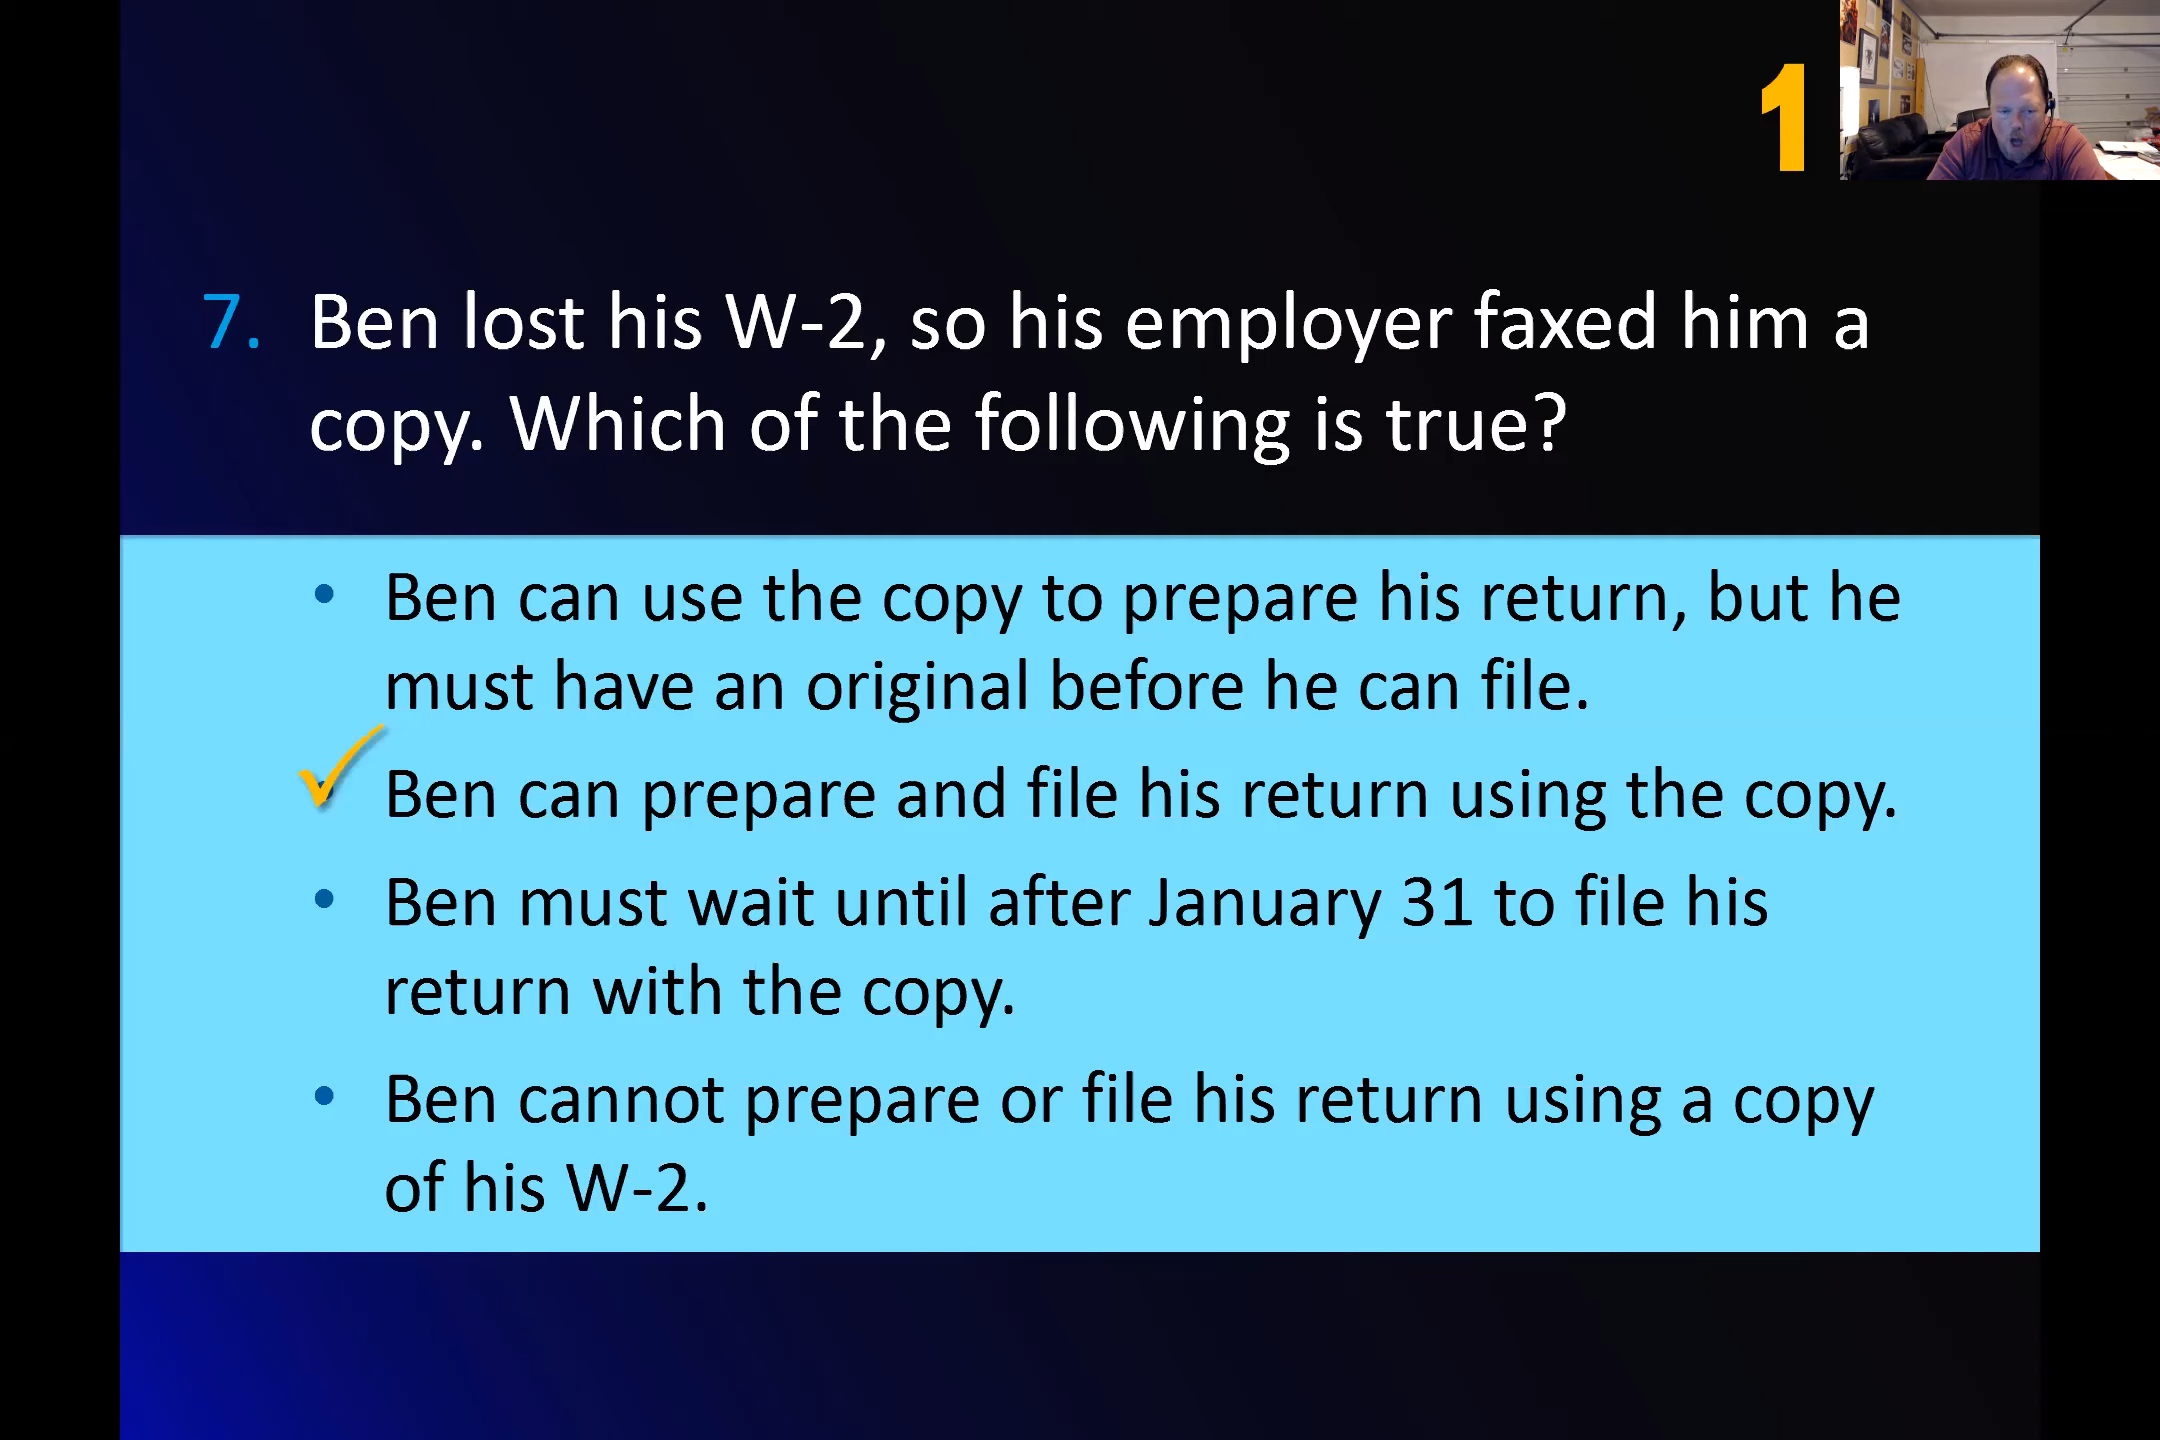 1
7. Ben lost his W-2, so his employer faxed him a
copy. Which of the following is true?
• Ben can use the copy to prepare his return, but he
must have an original before he can file.
✓ Ben can prepare and file his return using the copy.
• Ben must wait until after January 31 to file his
return with the copy.
• Ben cannot prepare or file his return using a copy
of his W-2.